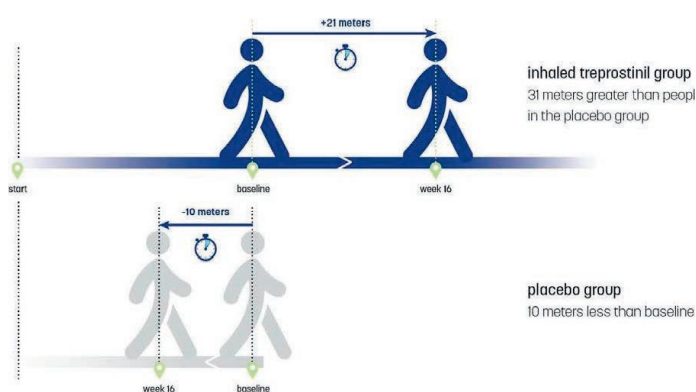 +21 meters
inhaled treprostinil group
31 meters greater than peopl
in the placebo group
start
baseline
week 16
-10 meters
placebo group
10 meters less than baseline
week 16
baseline